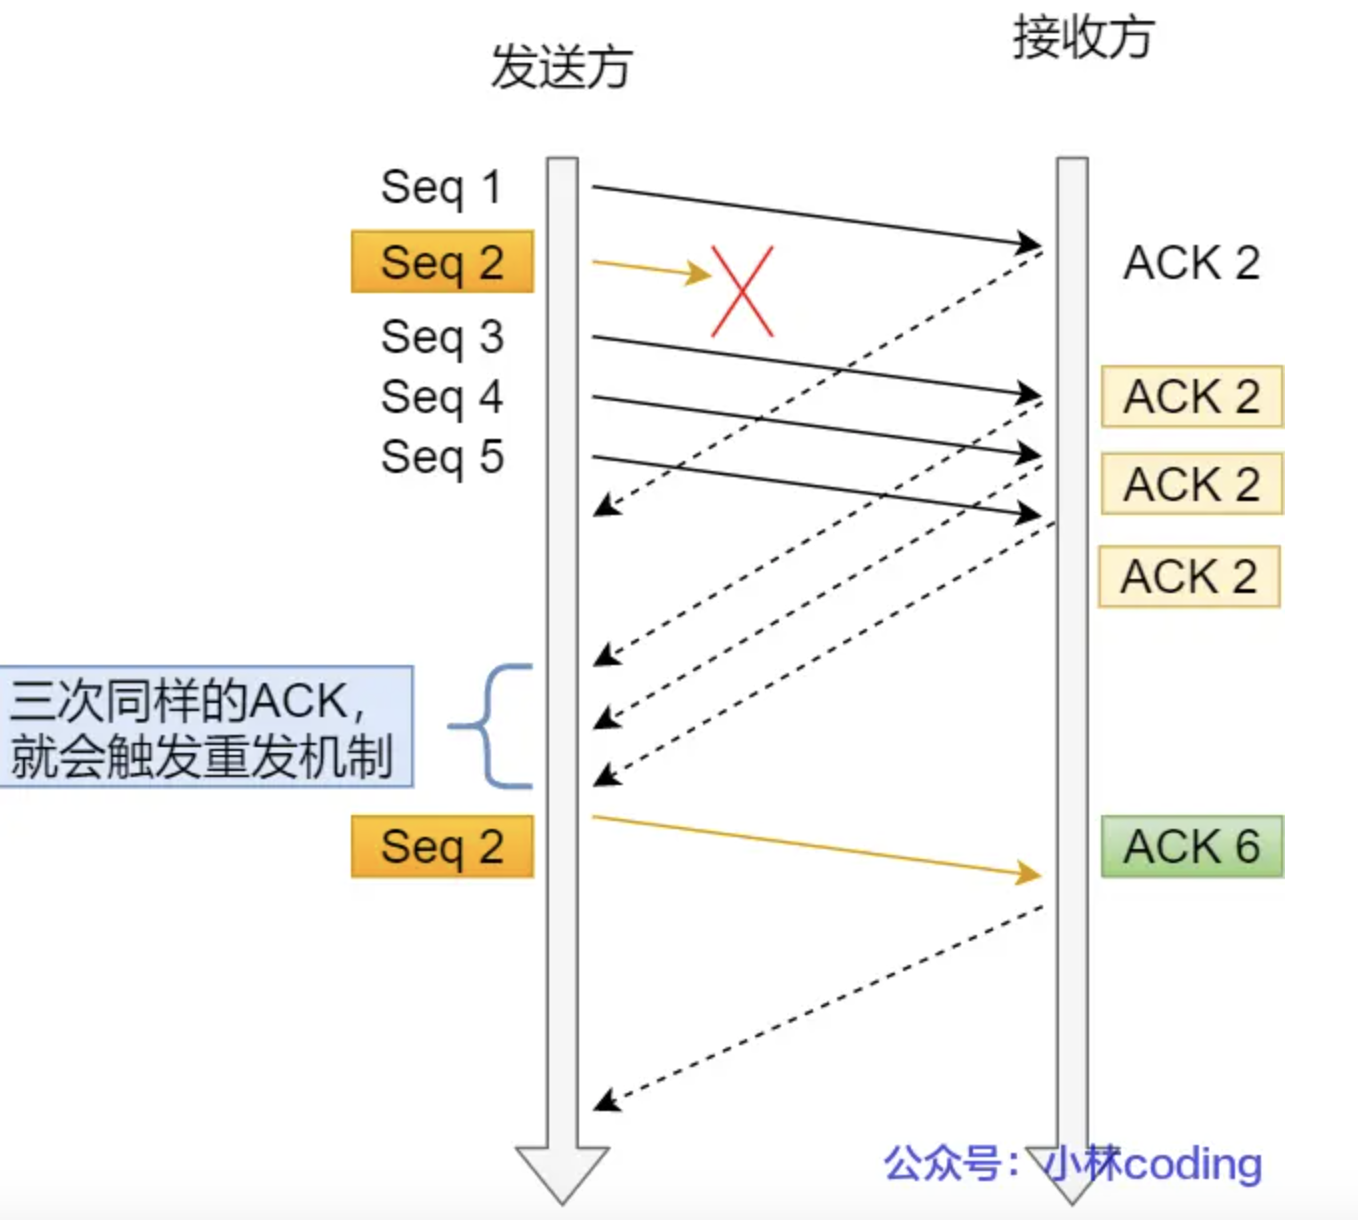 发送方
接收方
Seq 1
Seq 2
ACK 2
Seq 3
Seq 4
ACK 2
Seq 5
ACK 2
ACK 2
三次同样的ACK，
就会触发重发机制
Seq 2
ACK 6
公众号：小林coding